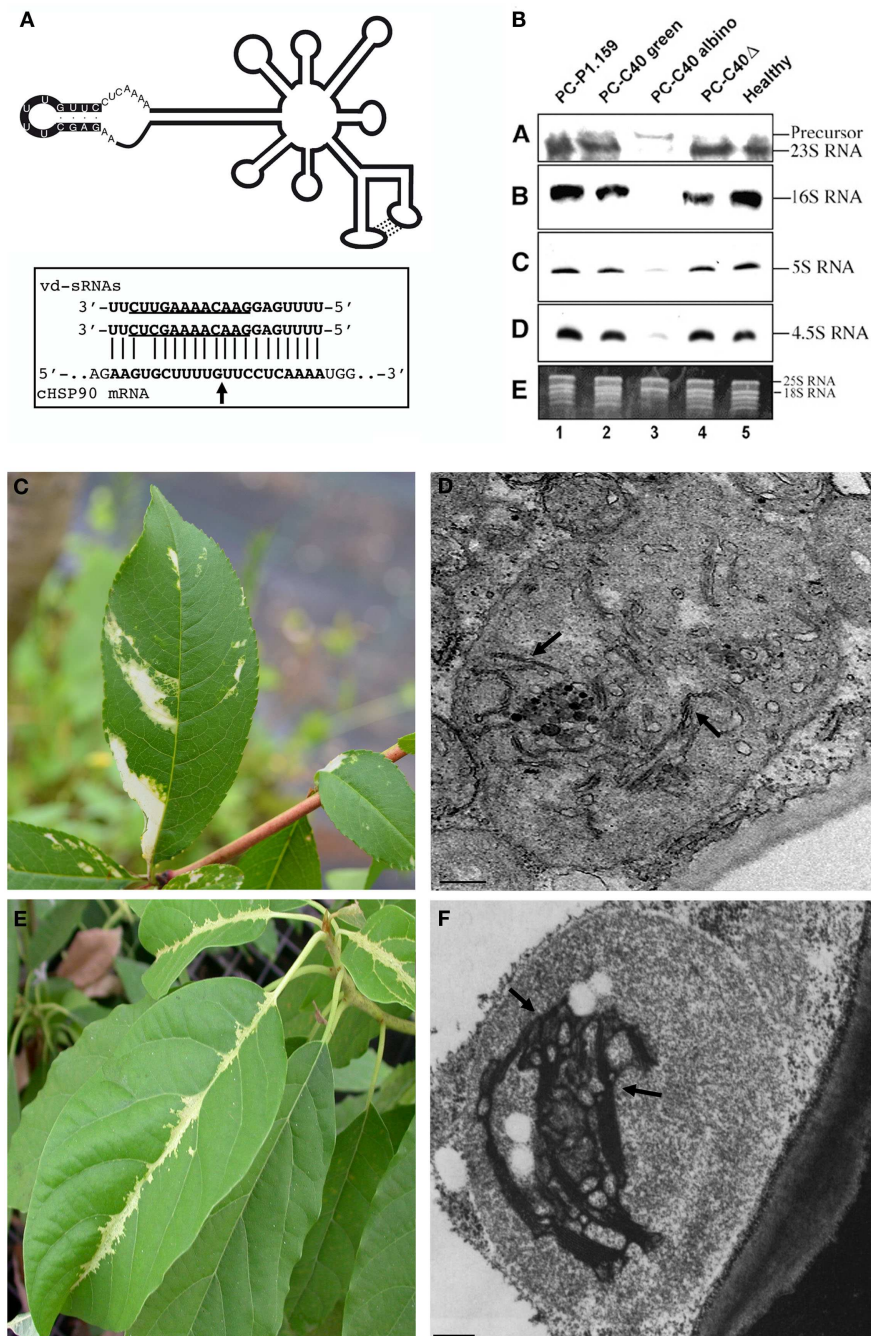 A
U U G U U C C U C A A A A
U U C G A G A A
vd-sRNAs
3’-UUCUUGAAAACAAGGAGUUUU-5’
3’-UUCUCGAAAACAAGGAGUUUU-5’
5’-..AGAAGUGCUUUUGUUCCUCAAAAUGG..-3’
cHSP90 mRNA
B
PC-P1.159
PC-C40 green
PC-C40 albino
PC-C40Δ
Healthy
A
Precursor
23S RNA
B
16S RNA
C
5S RNA
D
4.5S RNA
E
25S RNA
18S RNA
1 2 3 4 5
C
D
E
F